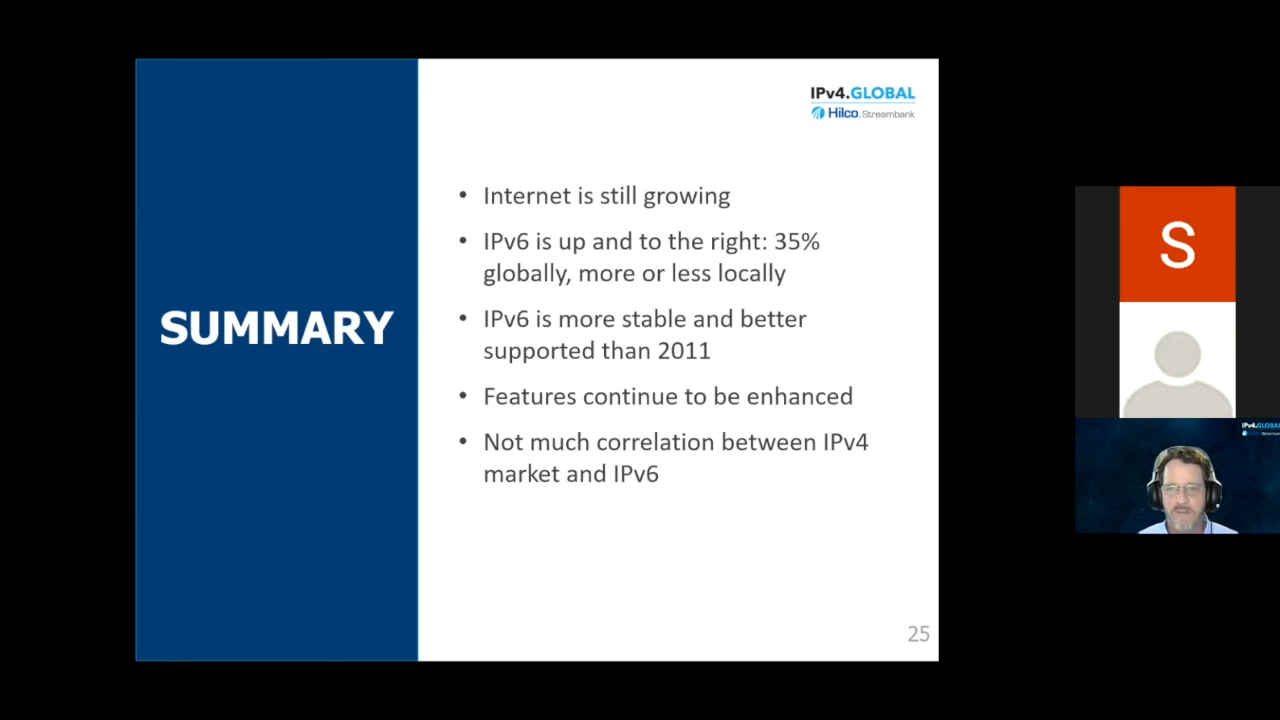 IPv4.GLOBAL
Hilco.Streambank
SUMMARY
• Internet is still growing
• IPv6 is up and to the right: 35%
globally, more or less locally
• IPv6 is more stable and better
supported than 2011
• Features continue to be enhanced
• Not much correlation between IPv4
market and IPv6
25
S
IPv4.GLOBAL